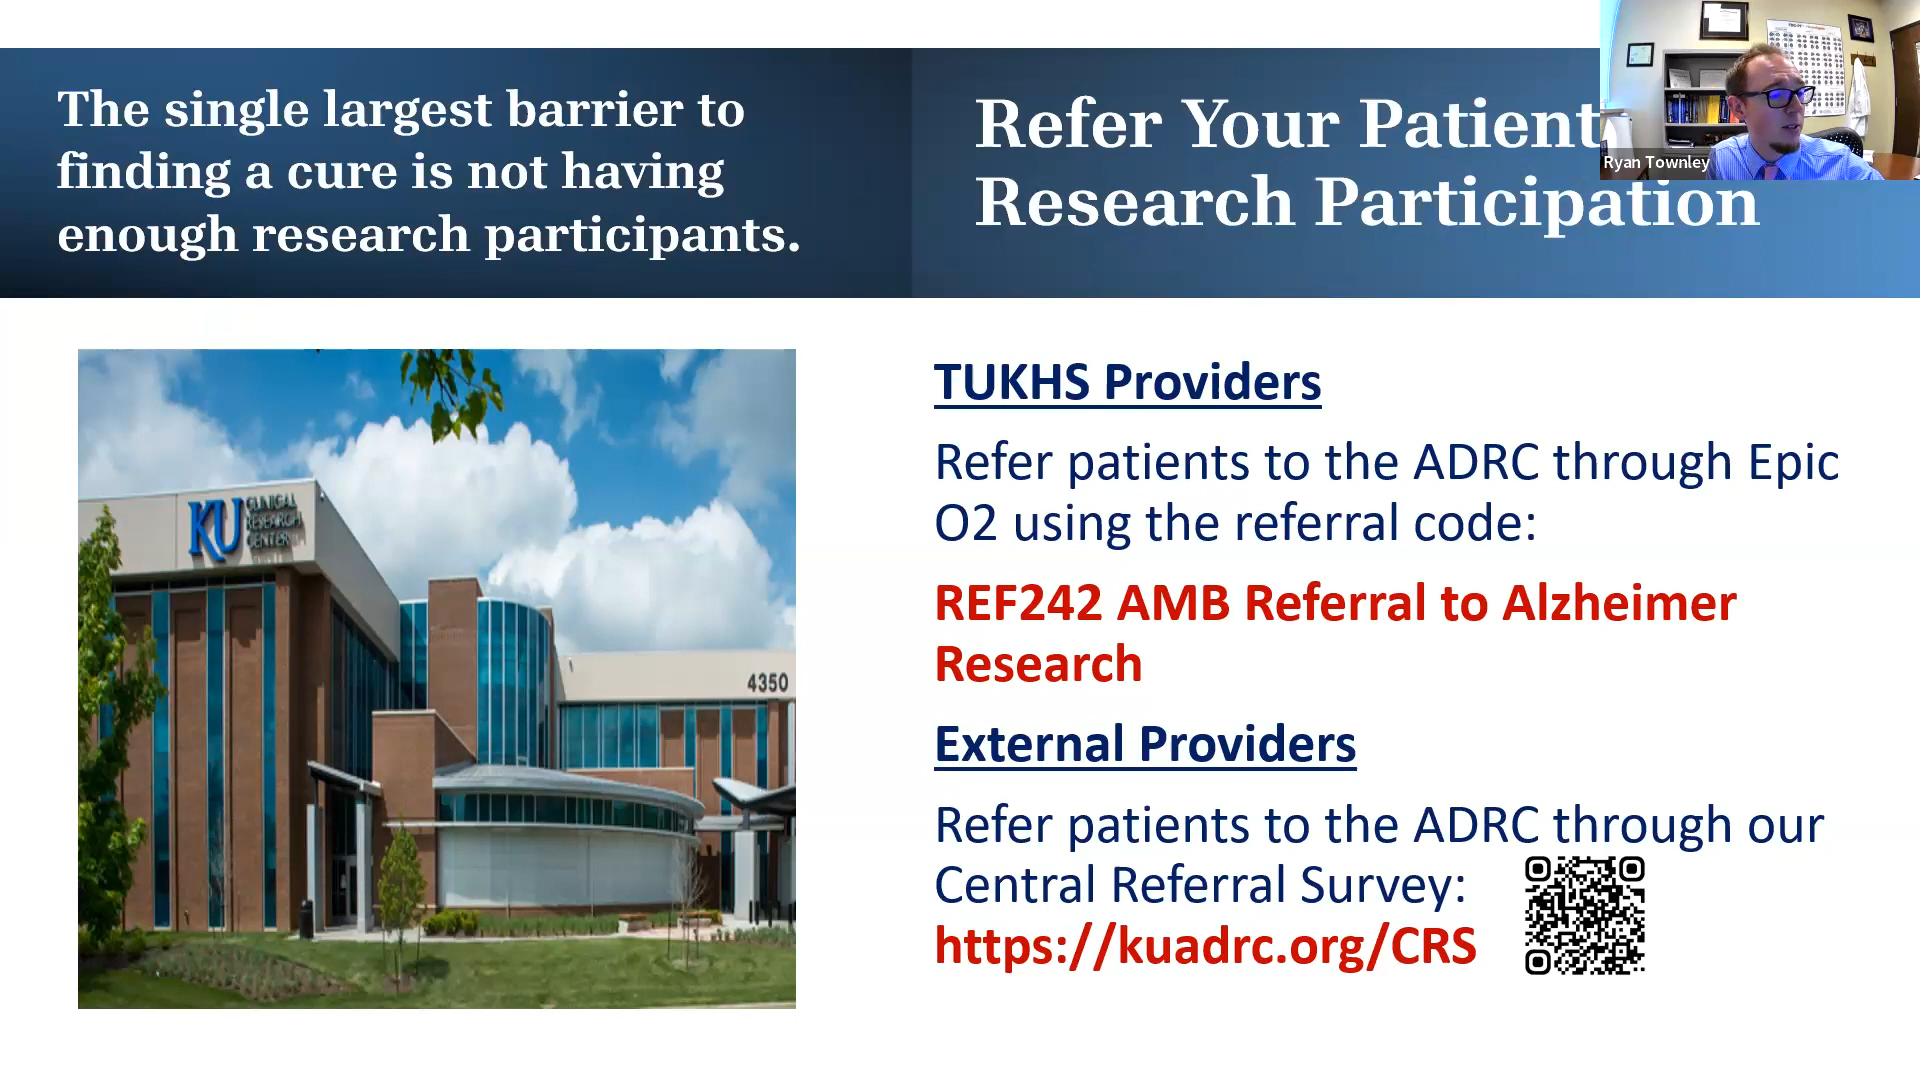 The single largest barrier to
finding a cure is not having
enough research participants.
Refer Your Patient
Research Participation
Ryan Townley
KU
CLINICAL
RESEARCH
CENTER
4350
TUKHS Providers
Refer patients to the ADRC through Epic
O2 using the referral code:
REF242 AMB Referral to Alzheimer
Research
External Providers
Refer patients to the ADRC through our
Central Referral Survey:
https://kuadrc.org/CRS